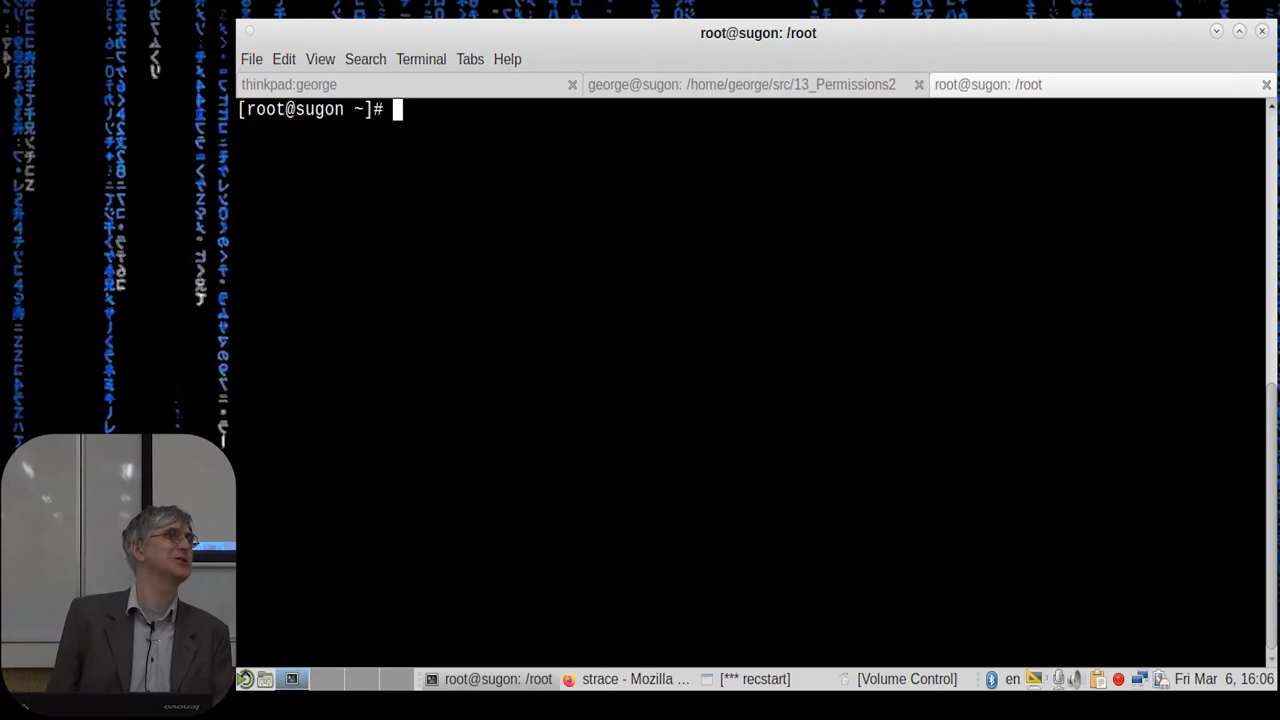 root@sugon: /root
File Edit View Search Terminal Tabs Help
thinkpad:george
george@sugon: /home/george/src/13_Permissions2
root@sugon: /root
[root@sugon ~]#
root@sugon: /root
strace - Mozilla ...
[*** recstart]
[Volume Control]
en
Fri Mar 6, 16:06